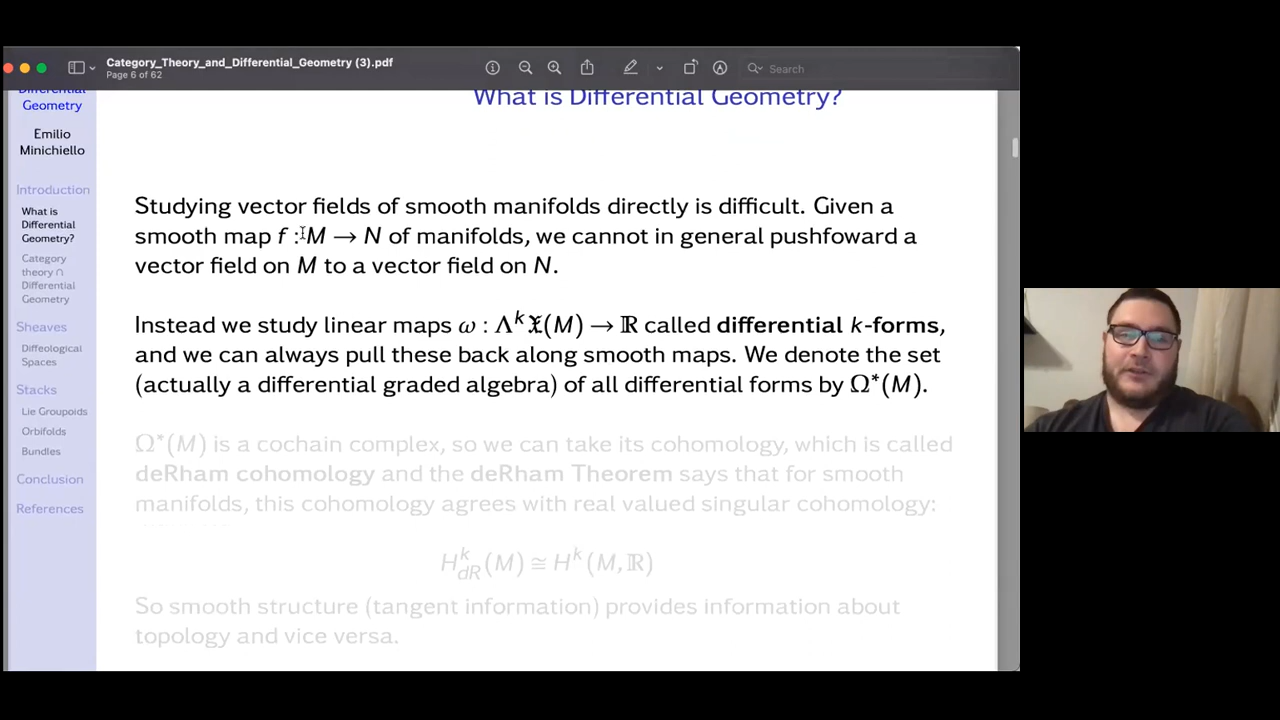 Category_Theory_and_Differential_Geometry (3).pdf
Page 6 of 62
Search
Differential
Geometry
Emilio
Minichiello
Introduction
What is
Differential
Geometry?
Category
theory ∩
Differential
Geometry
Sheaves
Diffeological
Spaces
Stacks
Lie Groupoids
Orbifolds
Bundles
Conclusion
References
What is Differential Geometry?
Studying vector fields of smooth manifolds directly is difficult. Given a
smooth map f : M → N of manifolds, we cannot in general pushfoward a
vector field on M to a vector field on N.
Instead we study linear maps ω : Λᵏ𝔛(M) → ℝ called differential k-forms,
and we can always pull these back along smooth maps. We denote the set
(actually a differential graded algebra) of all differential forms by Ω*(M).
Ω*(M) is a cochain complex, so we can take its cohomology, which is called
deRham cohomology and the deRham Theorem says that for smooth
manifolds, this cohomology agrees with real valued singular cohomology:
Hᵏ_dR(M) ≅ Hᵏ(M, ℝ)
So smooth structure (tangent information) provides information about
topology and vice versa.